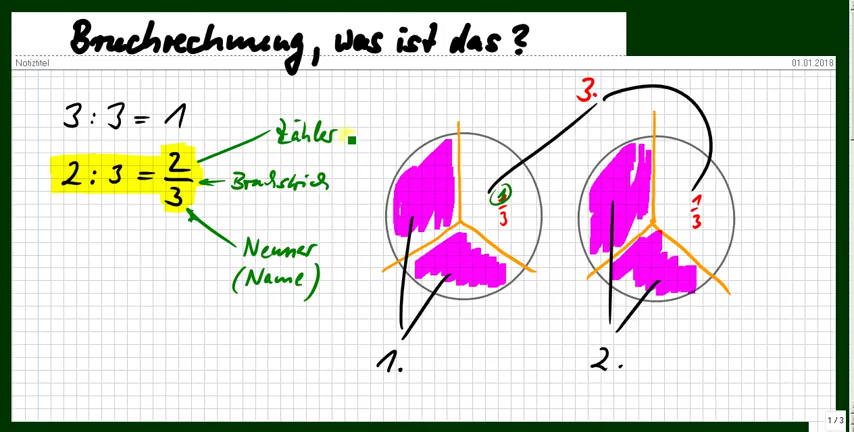 Bruchrechnung, was ist das?
Notiztitel
01.01.2018
3 : 3 = 1
2 : 3 = 2/3
Zähler
Bruchstrich
Nenner
(Name)
3.
1/3
1/3
1.
2.
1 / 3